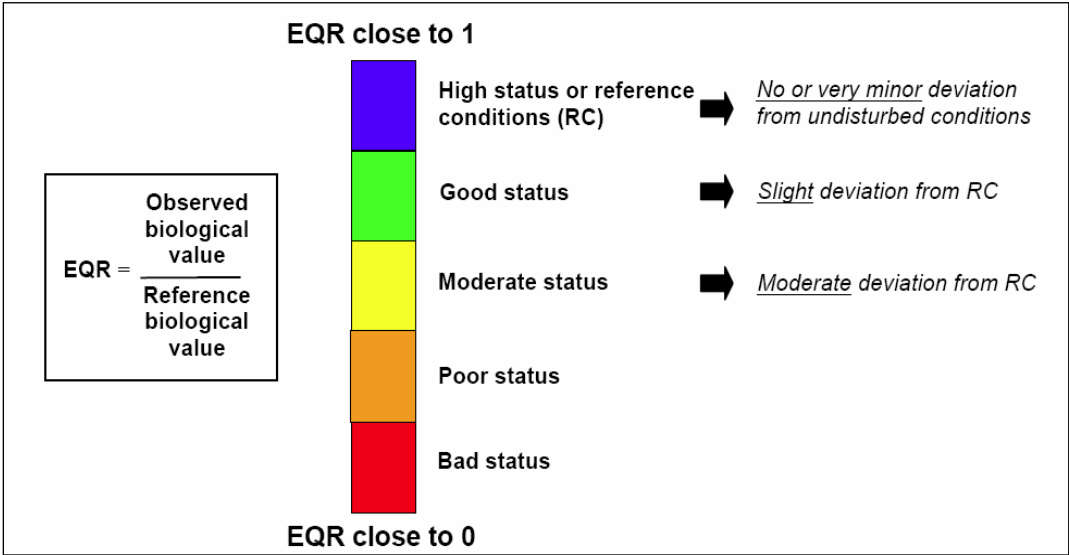 EQR close to 1
High status or reference
conditions (RC)
No or very minor deviation
from undisturbed conditions
Good status
Slight deviation from RC
Observed
biological
value
EQR =
Reference
biological
value
Moderate status
Moderate deviation from RC
Poor status
Bad status
EQR close to 0